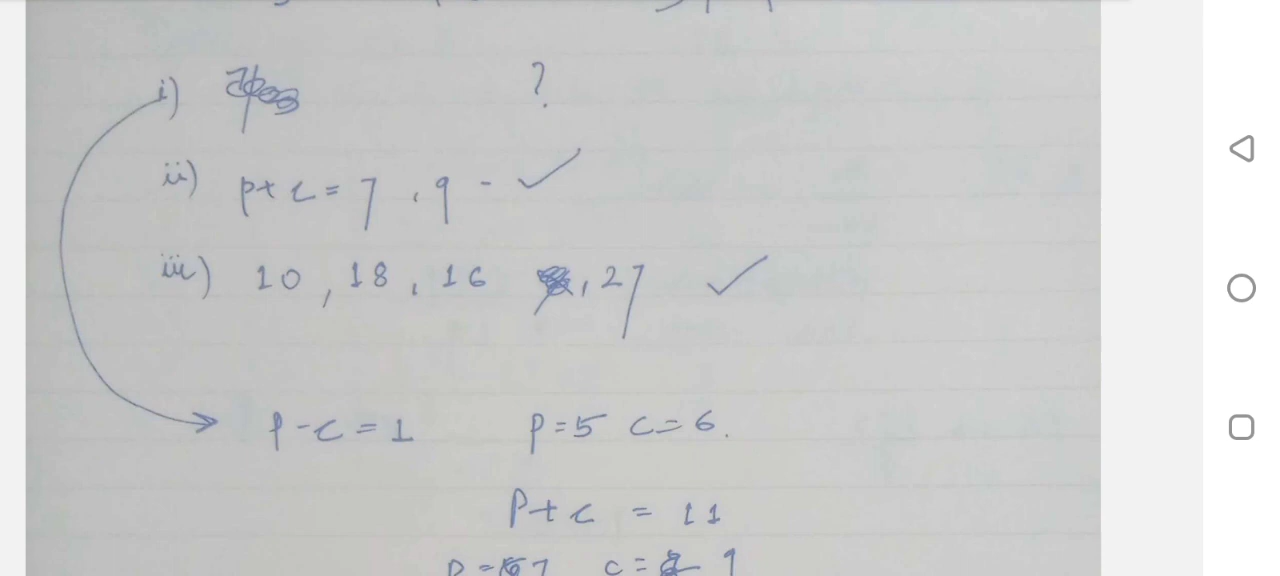 i) ?
ii) p+c = 7 , 9 - ✓
iii) 10 , 18 , 16 , 27 ✓
p-c=1 p=5 c=6.
P+c = 11